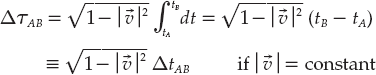 Δτ_AB = √(1 − | v⃗ |²) ∫_{t_A}^{t_B} dt = √(1 − | v⃗ |²) (t_B − t_A)
≡ √(1 − | v⃗ |²) Δt_AB if | v⃗ | = constant